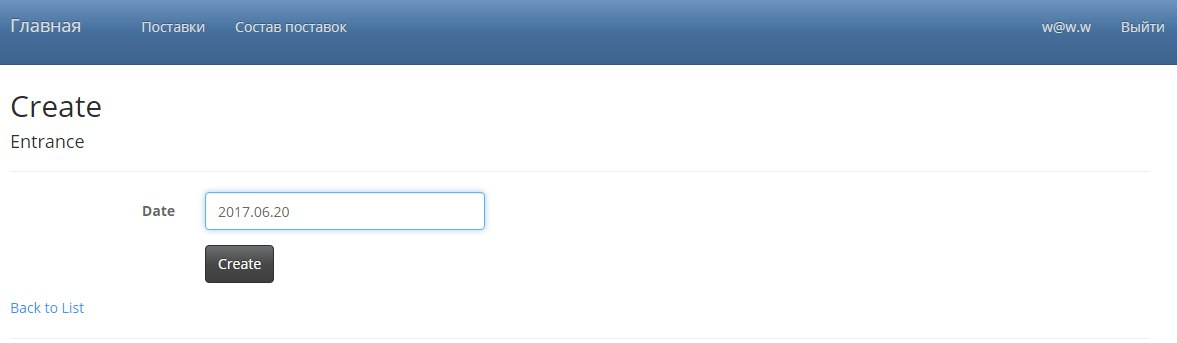 Главная Поставки Состав поставок w@w.w Выйти
Create
Entrance
Date 2017.06.20
Create
Back to List